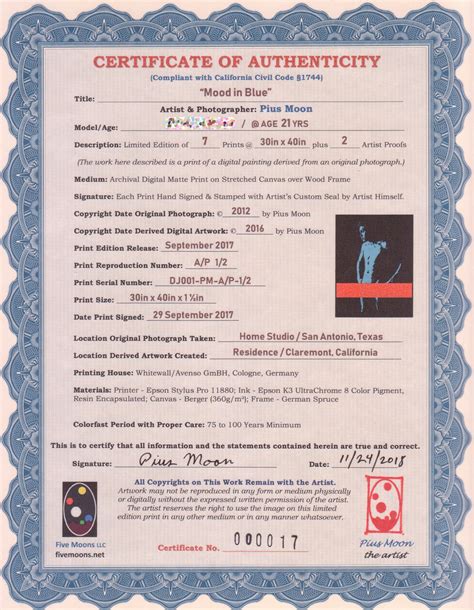 CERTIFICATE OF AUTHENTICITY
(Compliant with California Civil Code §1744)
Title: "Mood in Blue"
Artist & Photographer: Pius Moon
Model/Age: / @ AGE 21 YRS
Description: Limited Edition of 7 Prints @ 30in x 40in plus 2 Artist Proofs
(The work here described is a print of a digital painting derived from an original photograph.)
Medium: Archival Digital Matte Print on Stretched Canvas over Wood Frame
Signature: Each Print Hand Signed & Stamped with Artist's Custom Seal by Artist Himself.
Copyright Date Original Photograph: © 2012 by Pius Moon
Copyright Date Derived Digital Artwork: © 2016 by Pius Moon
Print Edition Release: September 2017
Print Reproduction Number: A/P 1/2
Print Serial Number: DJ001-PM-A/P-1/2
Print Size: 30in x 40in x 1½in
Date Print Signed: 29 September 2017
Location Original Photograph Taken: Home Studio / San Antonio, Texas
Location Derived Artwork Created: Residence / Claremont, California
Printing House: Whitewall/Avenso GmBH, Cologne, Germany
Materials: Printer - Epson Stylus Pro 11880; Ink - Epson K3 UltraChrome 8 Color Pigment,
Resin Encapsulated; Canvas - Berger (360g/m²); Frame - German Spruce
Colorfast Period with Proper Care: 75 to 100 Years Minimum
This is to certify that all information and the statements contained herein are true and correct.
Signature: Pius Moon Date: 11/24/2018
All Copyrights on This Work Remain with the Artist.
Artwork may not be reproduced in any form or medium physically
or digitally without the expressed written permission of the artist.
The artist reserves the right to use the image on this limited
edition print in any other medium or in any manner whatsoever.
Five Moons LLC
fivemoons.net
Certificate No. 000017
Pius Moon
the artist